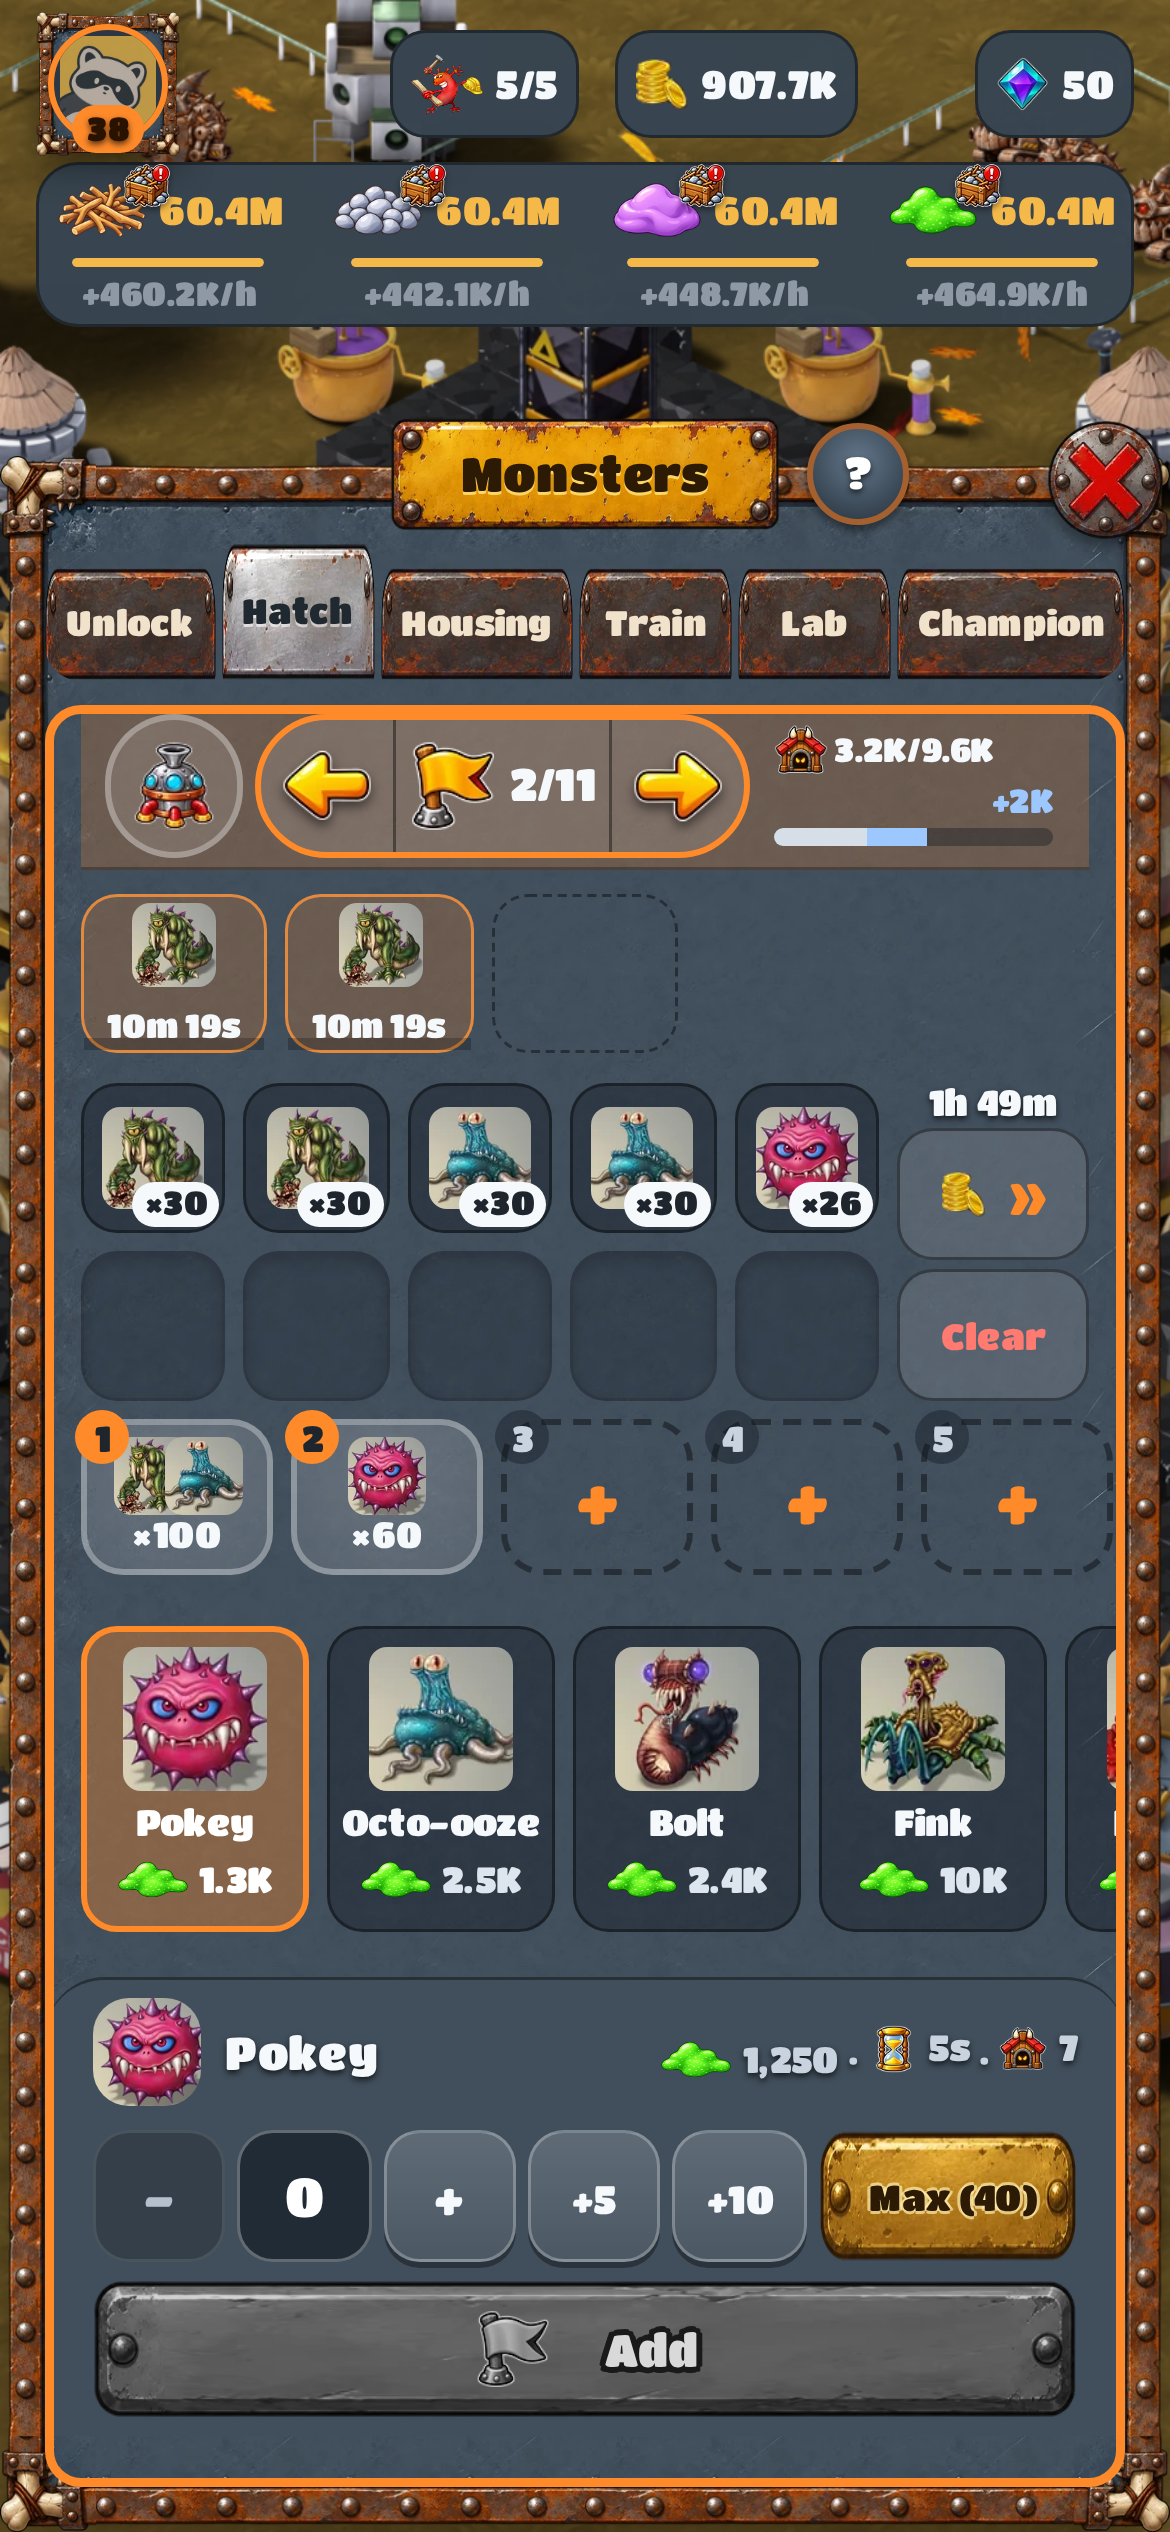 38
5/5
907.7K
50
60.4M
60.4M
60.4M
60.4M
+460.2K/h
+442.1K/h
+448.7K/h
+464.9K/h
Monsters
?
Unlock
Hatch
Housing
Train
Lab
Champion
2/11
3.2K/9.6K
+2K
10m 19s
10m 19s
1h 49m
×30
×30
×30
×30
×26
»
Clear
1
2
3
4
5
×100
×60
+
+
+
Pokey
Octo-ooze
Bolt
Fink
1.3K
2.5K
2.4K
10K
Pokey
1,250 · 5s · 7
-
0
+
+5
+10
Max (40)
Add